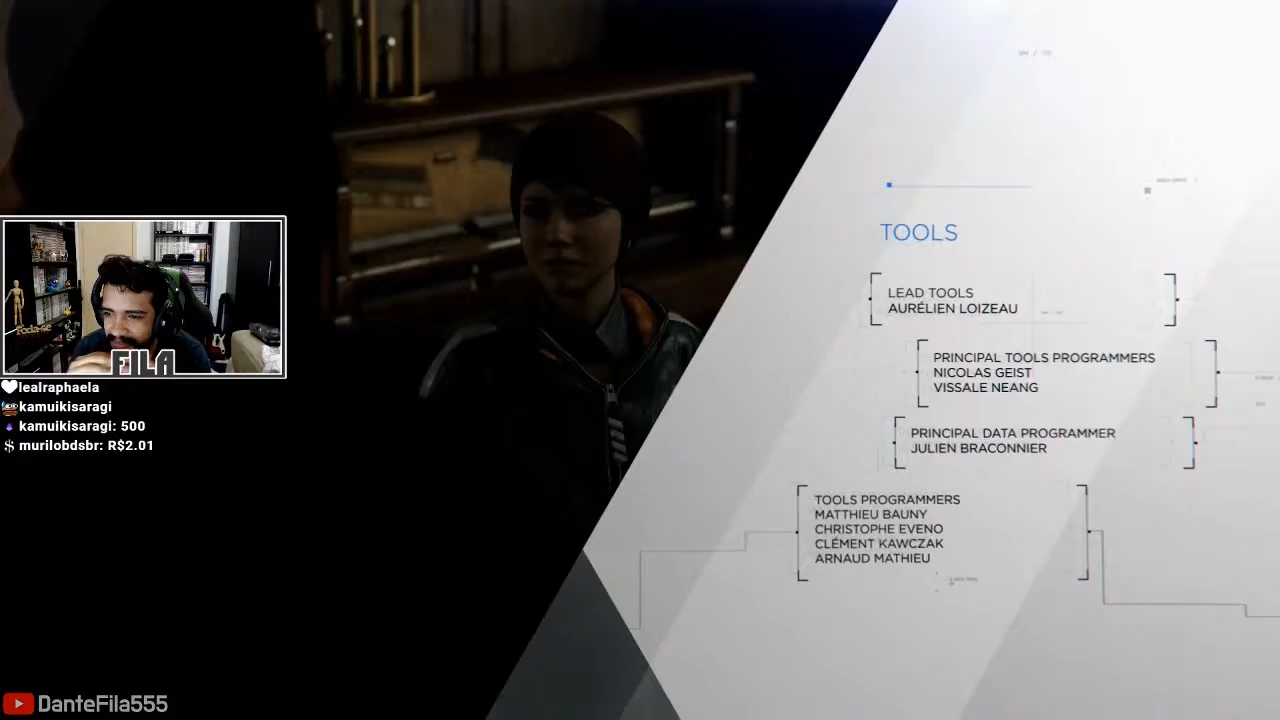 TOOLS
LEAD TOOLS
AURÉLIEN LOIZEAU
PRINCIPAL TOOLS PROGRAMMERS
NICOLAS GEIST
VISSALE NEANG
PRINCIPAL DATA PROGRAMMER
JULIEN BRACONNIER
TOOLS PROGRAMMERS
MATTHIEU BAUNY
CHRISTOPHE EVENO
CLÉMENT KAWCZAK
ARNAUD MATHIEU
FILA
lealraphaela
kamuikisaragi
kamuikisaragi: 500
murilobdsbr: R$2.01
DanteFila555